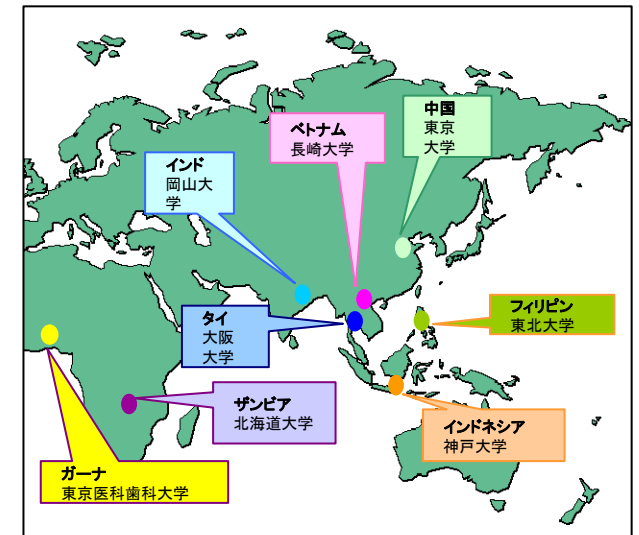 中国
東京
大学
ベトナム
長崎大学
インド
岡山大
学
タイ
大阪
大学
フィリピン
東北大学
ザンビア
北海道大学
インドネシア
神戸大学
ガーナ
東京医科歯科大学